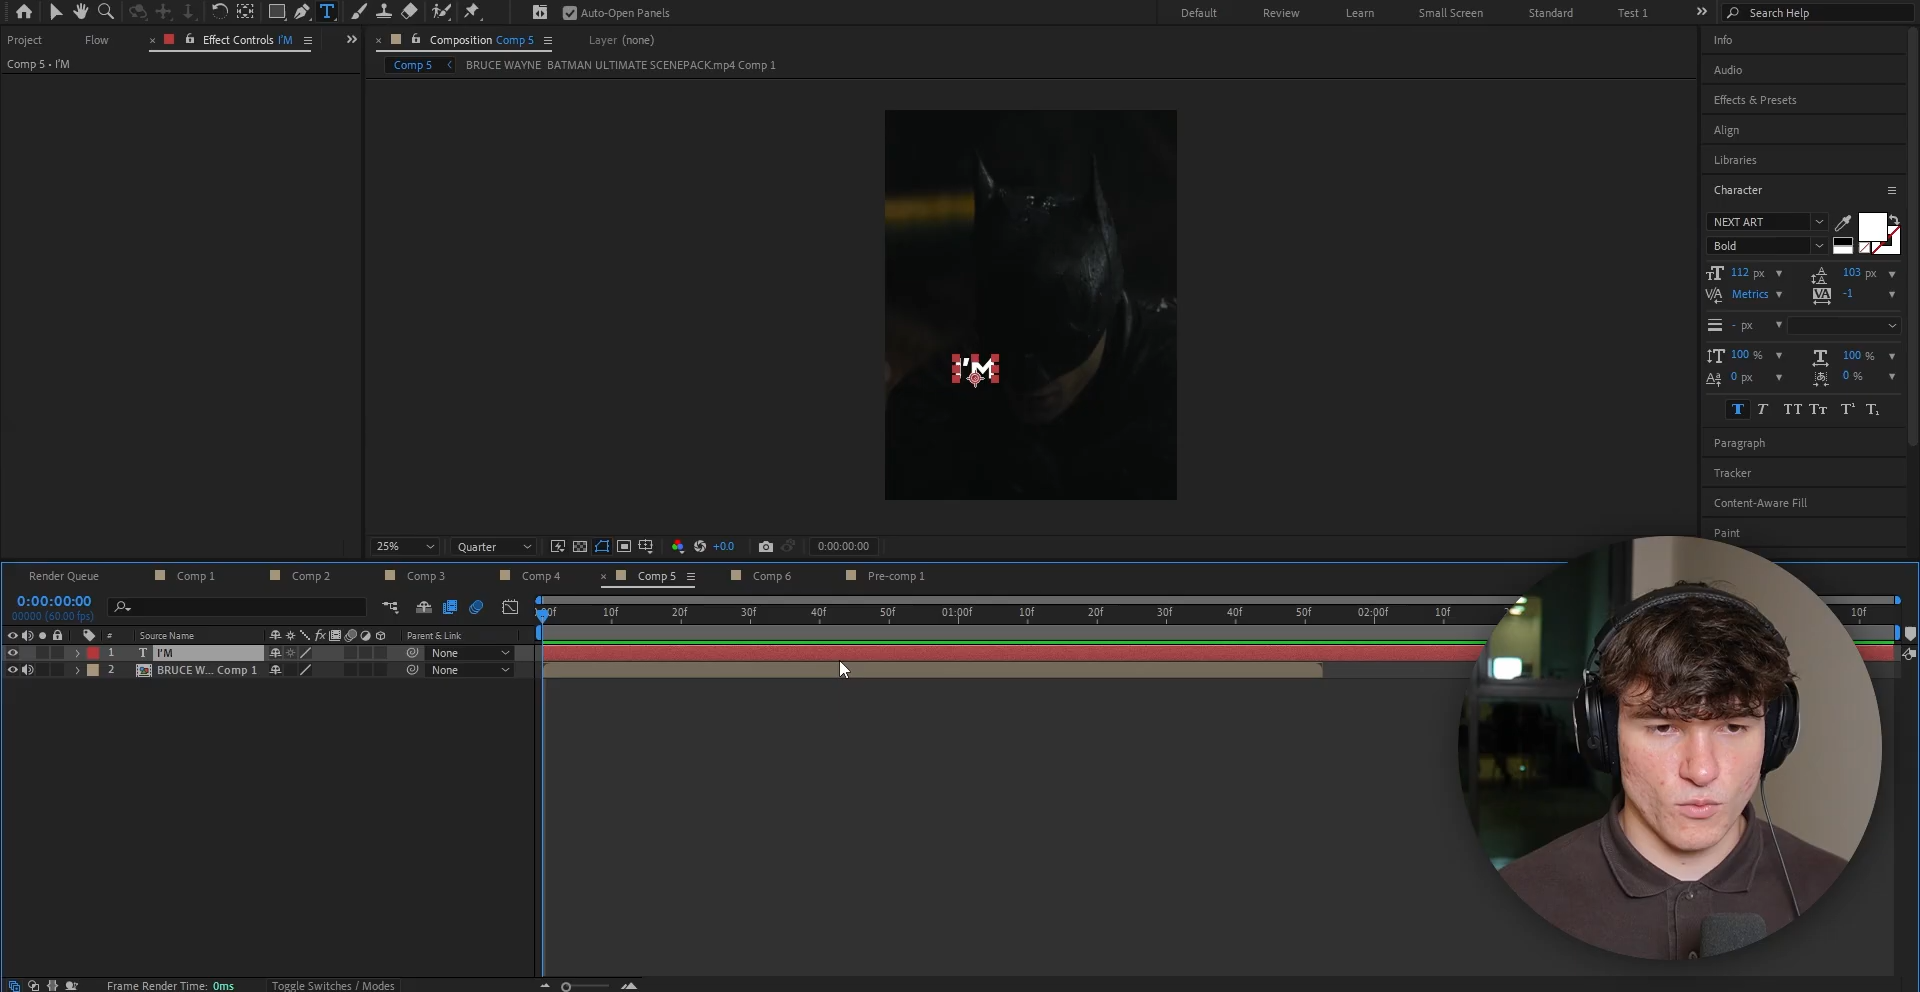 Auto-Open Panels
Default
Review
Learn
Small Screen
Standard
Test 1
Search Help
Project
Flow
Effect Controls I'M
Composition Comp 5
Layer (none)
Comp 5 • I'M
Comp 5
BRUCE WAYNE BATMAN ULTIMATE SCENEPACK.mp4 Comp 1
Info
Audio
Effects & Presets
Align
Libraries
Character
NEXT ART
Bold
112 px
103 px
Metrics
-1
- px
100 %
100 %
0 px
0 %
Paragraph
Tracker
Content-Aware Fill
Paint
I'M
25%
Quarter
+0.0
0:00:00:00
Render Queue
Comp 1
Comp 2
Comp 3
Comp 4
Comp 5
Comp 6
Pre-comp 1
0:00:00:00
00000 (60.00 fps)
10f
20f
30f
40f
50f
01:00f
10f
20f
30f
40f
50f
02:00f
10f
10f
#
Source Name
Parent & Link
1
I'M
None
2
BRUCE W... Comp 1
None
Frame Render Time: 0ms
Toggle Switches / Modes